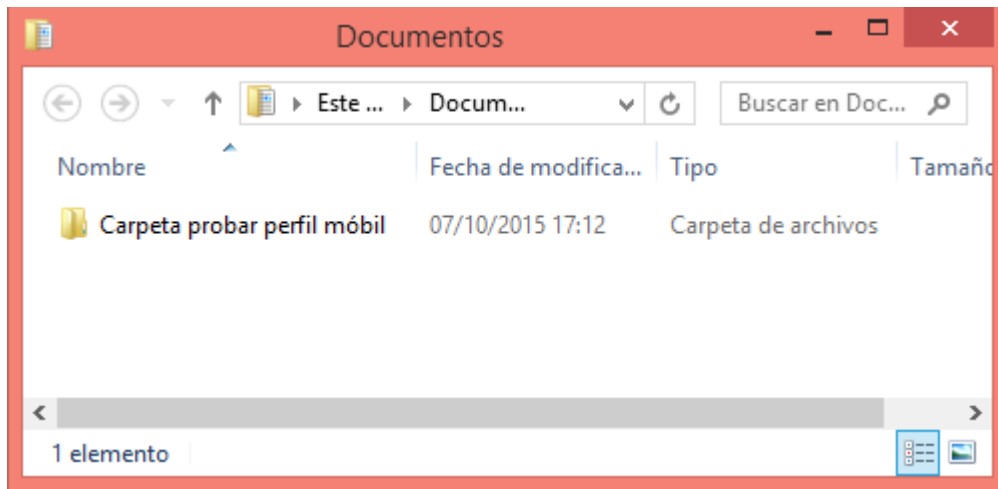 Documentos
Este ... Docum... Buscar en Doc...
Nombre Fecha de modifica... Tipo Tamaño
Carpeta probar perfil móbil 07/10/2015 17:12 Carpeta de archivos
1 elemento